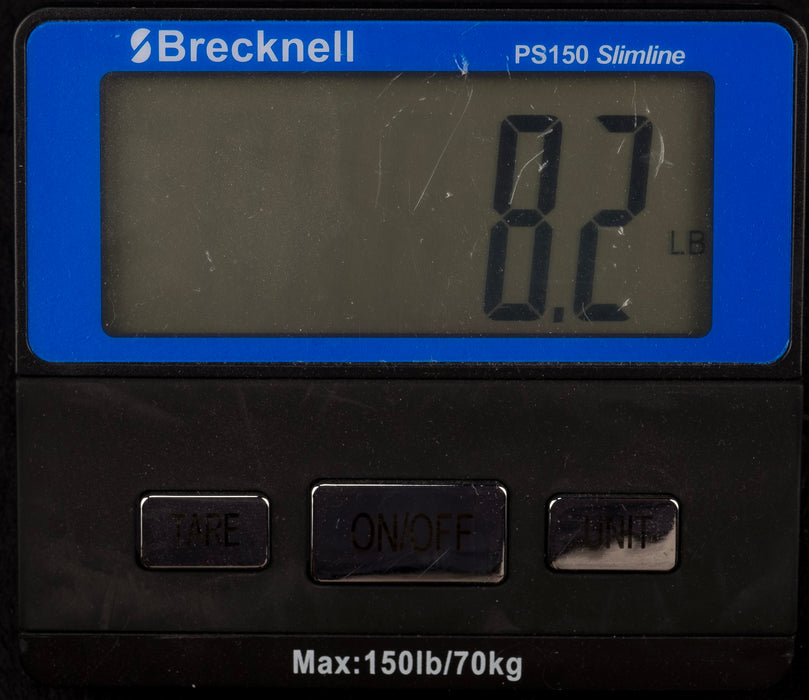 Brecknell
PS150 Slimline
8.2 LB
TARE
ON/OFF
UNIT
Max:150lb/70kg